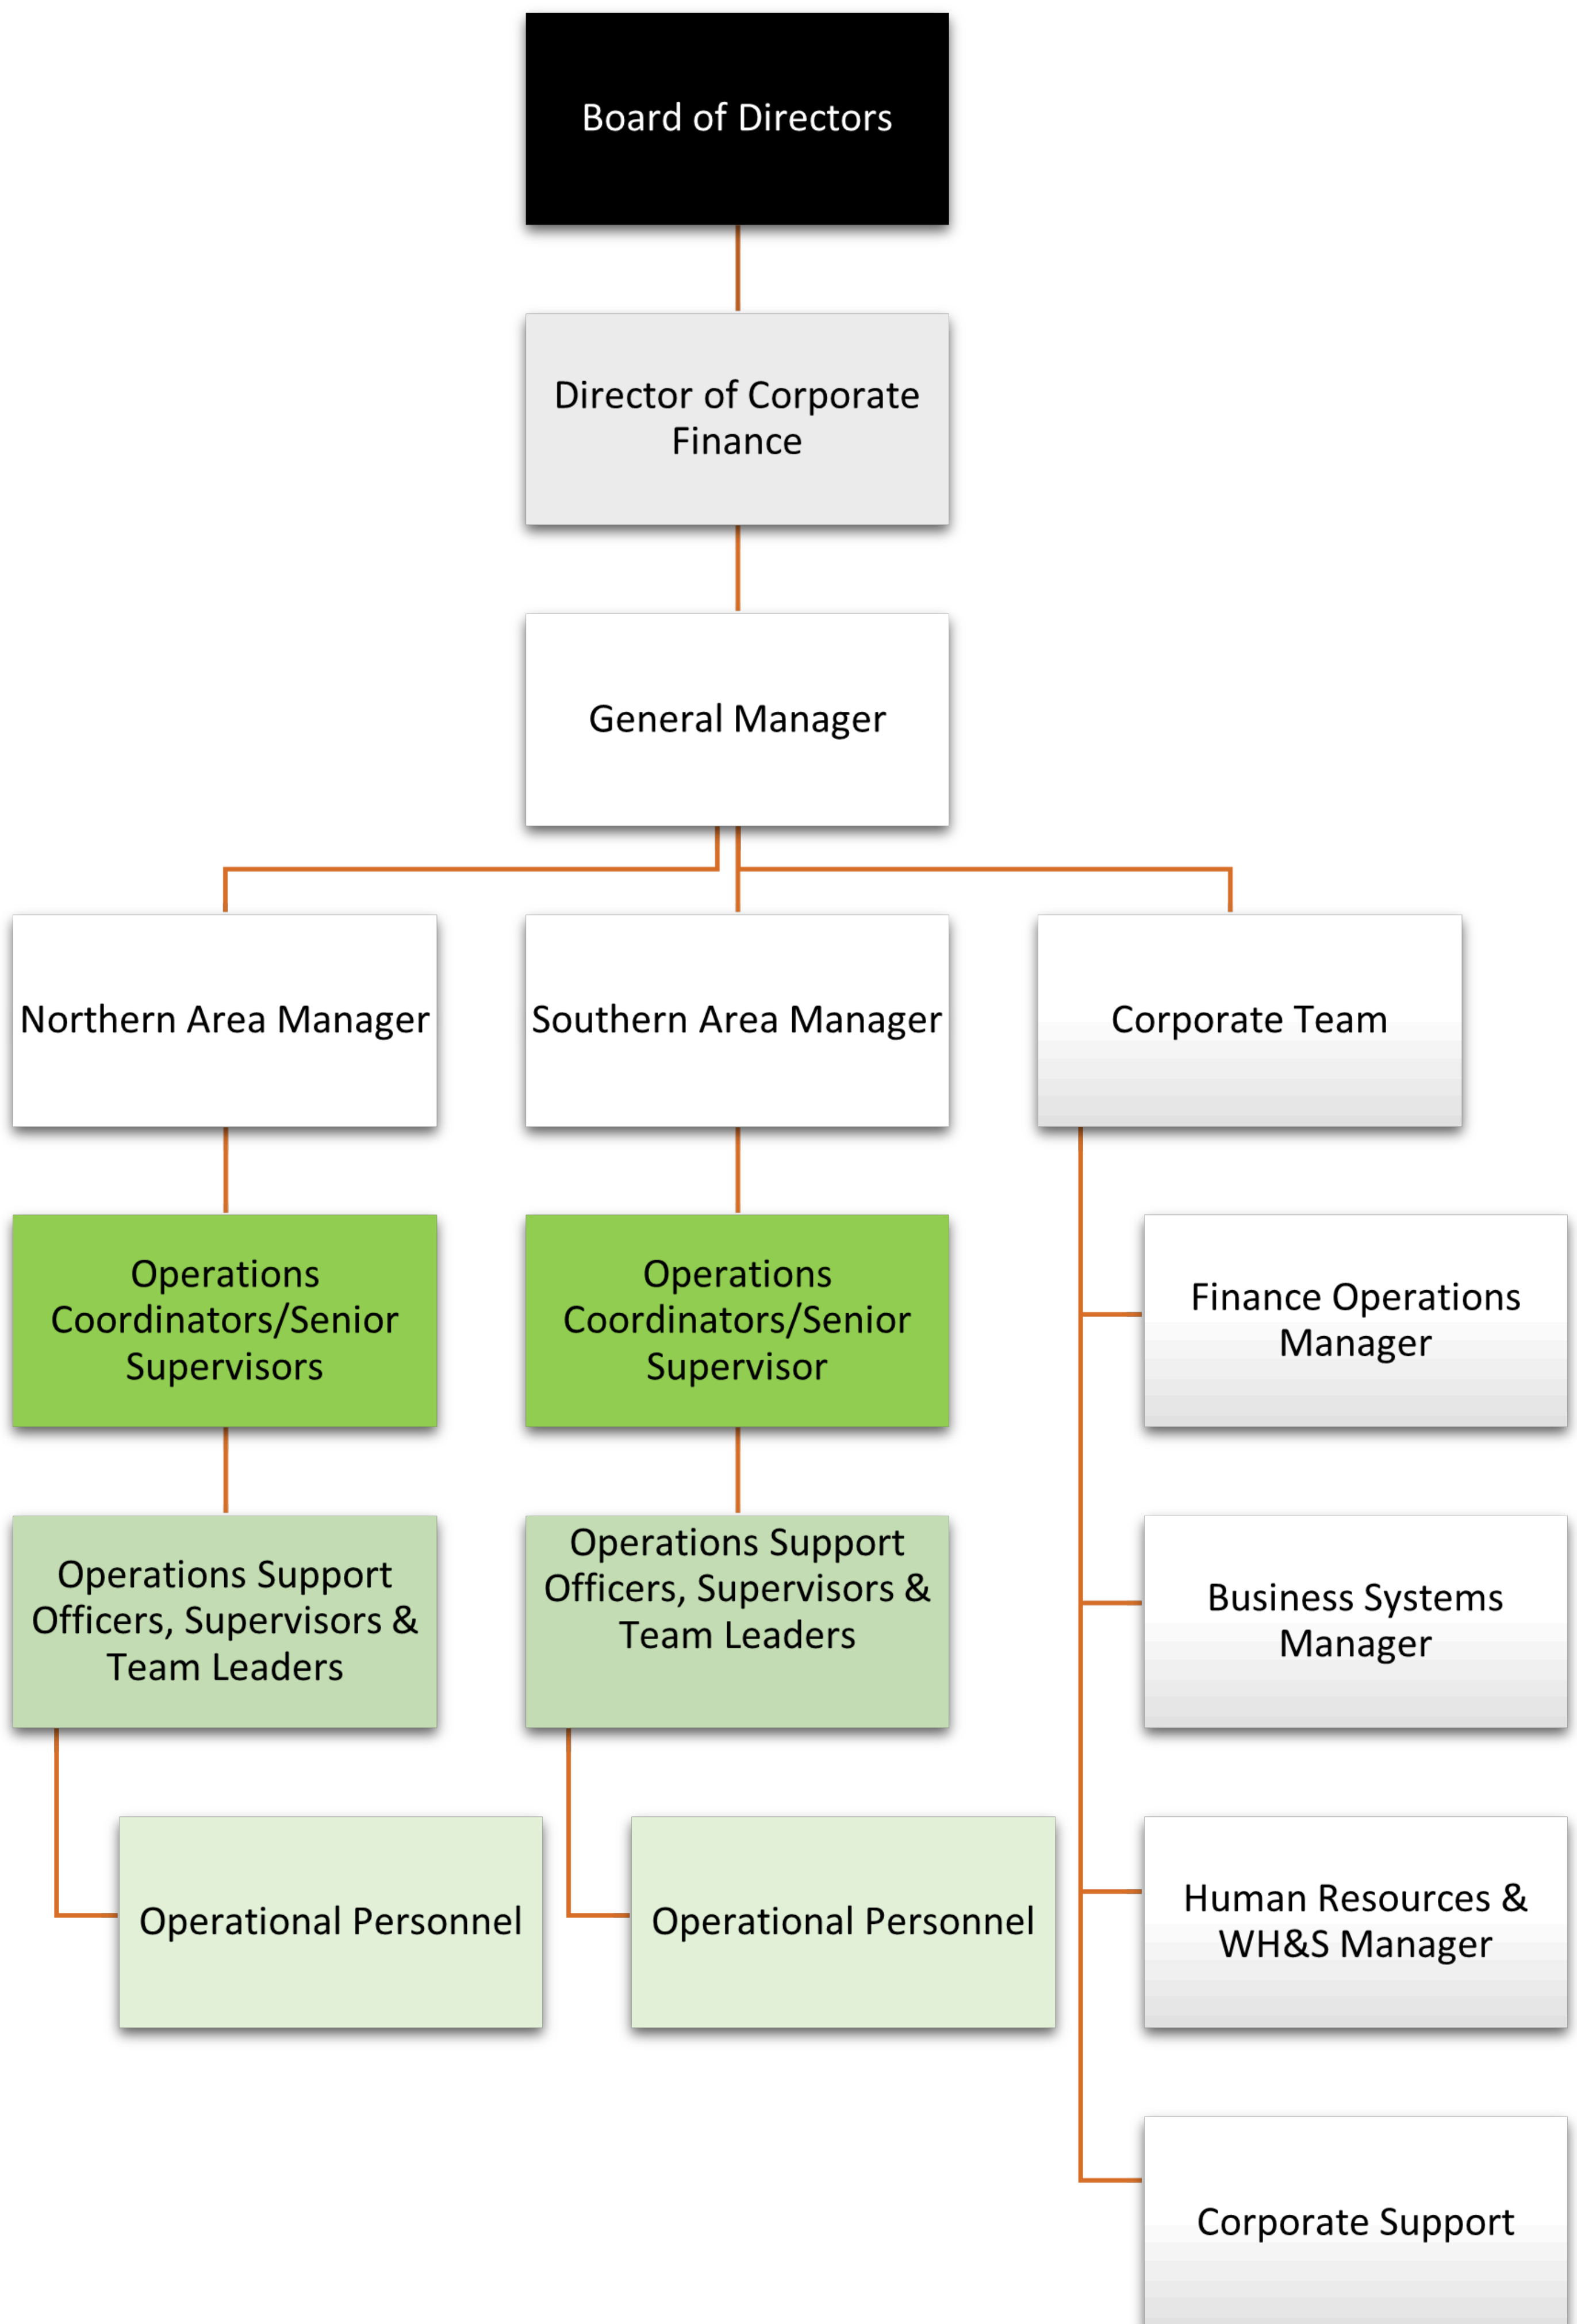 Board of Directors
Director of Corporate
Finance
General Manager
Northern Area Manager
Southern Area Manager
Corporate Team
Operations
Coordinators/Senior
Supervisors
Operations
Coordinators/Senior
Supervisor
Finance Operations
Manager
Operations Support
Officers, Supervisors &
Team Leaders
Operations Support
Officers, Supervisors &
Team Leaders
Business Systems
Manager
Operational Personnel
Operational Personnel
Human Resources &
WH&S Manager
Corporate Support